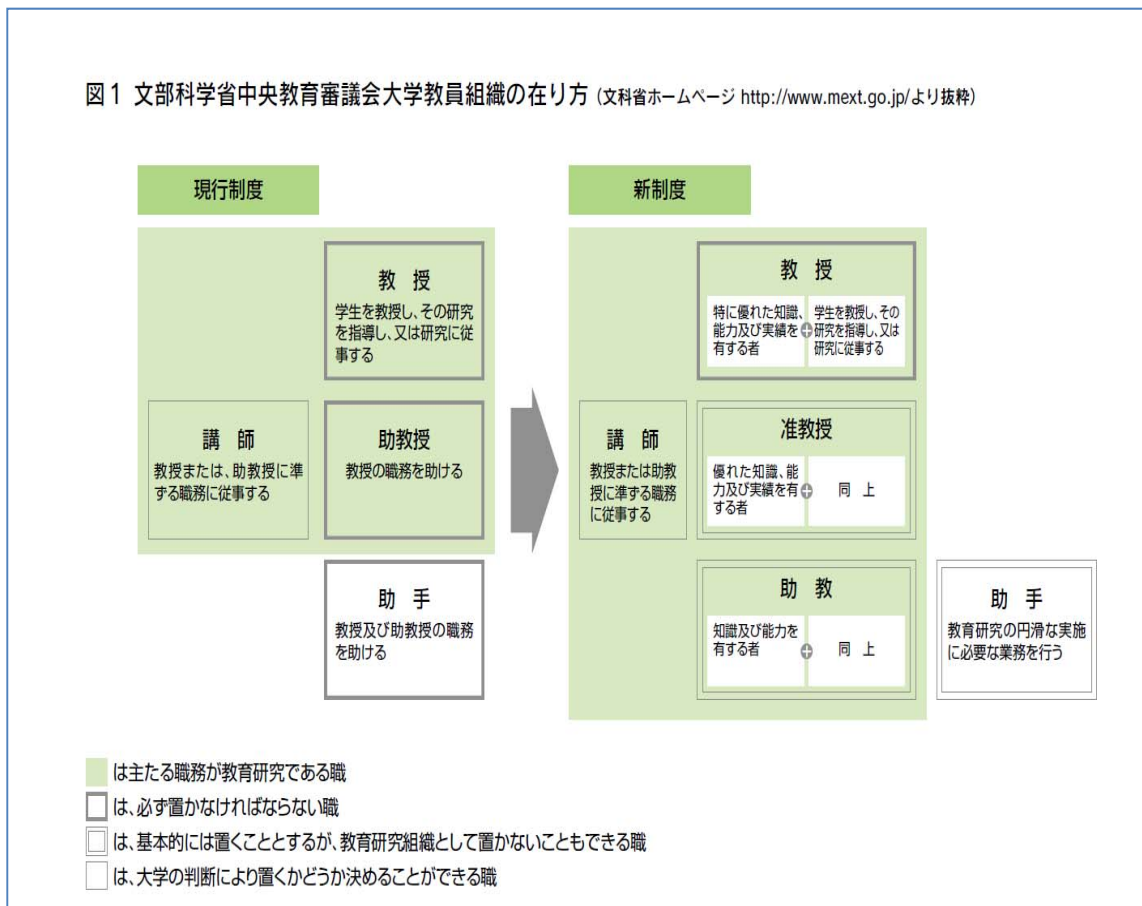 図1 文部科学省中央教育審議会大学教員組織の在り方（文科省ホームページ http://www.mext.go.jp/より抜粋）
現行制度
教 授
学生を教授し、その研究
を指導し、又は研究に従
事する
講 師
教授または、助教授に準
ずる職務に従事する
助教授
教授の職務を助ける
助 手
教授及び助教授の職務
を助ける
新制度
教 授
特に優れた知識、
能力及び実績を
有する者
学生を教授し、その
研究を指導し、又は
研究に従事する
講 師
教授または助教
授に準ずる職務
に従事する
准教授
優れた知識、能
力及び実績を有
する者
同 上
助 教
知識及び能力を
有する者
同 上
助 手
教育研究の円滑な実施
に必要な業務を行う
は主たる職務が教育研究である職
は、必ず置かなければならない職
は、基本的には置くこととするが、教育研究組織として置かないこともできる職
は、大学の判断により置くかどうか決めることができる職